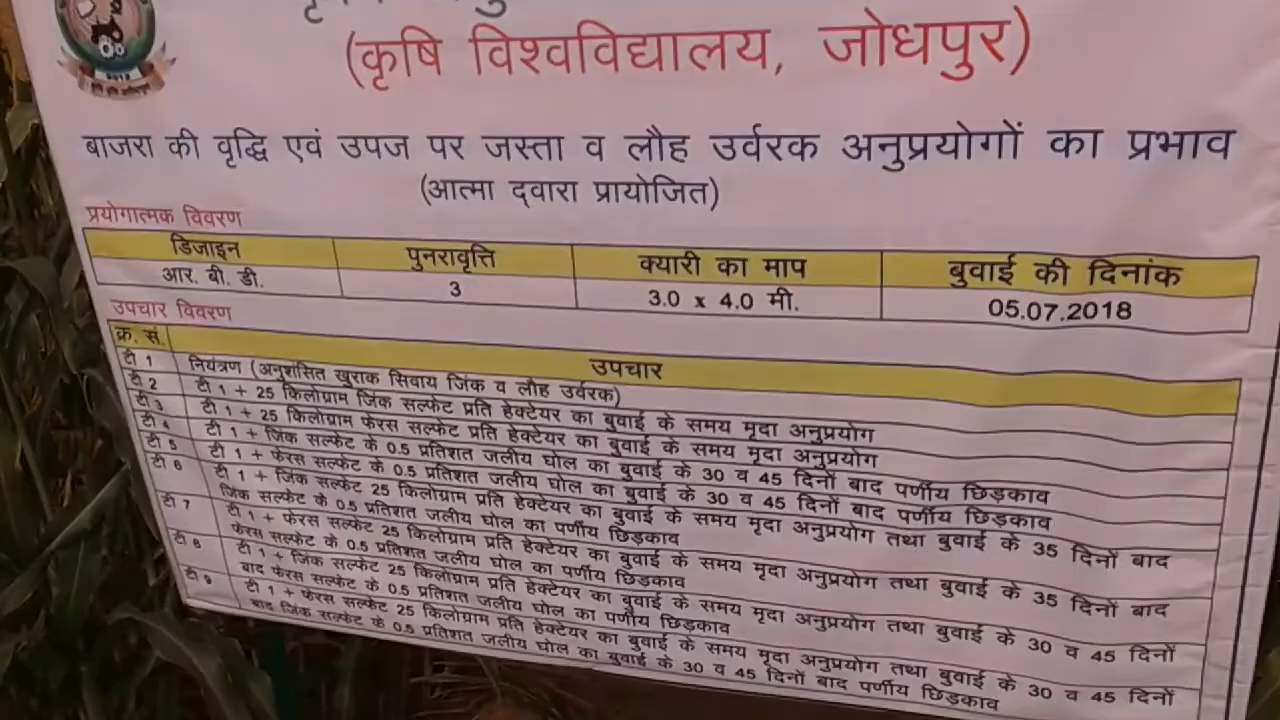 (कृषि विश्वविद्यालय, जोधपुर)
बाजरा की वृद्धि एवं उपज पर जस्ता व लौह उर्वरक अनुप्रयोगों का प्रभाव
(आत्मा दवारा प्रायोजित)
प्रयोगात्मक विवरण
डिजाइन पुनरावृत्ति क्यारी का माप बुवाई की दिनांक
आर. बी. डी. 3 3.0 x 4.0 मी. 05.07.2018
उपचार विवरण
क्र. सं. उपचार
टी 1 नियंत्रण (अनुशंसित खुराक सिवाय जिंक व लौह उर्वरक)
टी 2 टी 1 + 25 किलोग्राम जिंक सल्फेट प्रति हेक्टेयर का बुवाई के समय मृदा अनुप्रयोग
टी 3 टी 1 + 25 किलोग्राम फेरस सल्फेट प्रति हेक्टेयर का बुवाई के समय मृदा अनुप्रयोग
टी 4 टी 1 + जिंक सल्फेट के 0.5 प्रतिशत जलीय घोल का बुवाई के 30 व 45 दिनों बाद पर्णीय छिड़काव
टी 5 टी 1 + फेरस सल्फेट के 0.5 प्रतिशत जलीय घोल का बुवाई के 30 व 45 दिनों बाद पर्णीय छिड़काव
टी 6 टी 1 + जिंक सल्फेट 25 किलोग्राम प्रति हेक्टेयर का बुवाई के समय मृदा अनुप्रयोग तथा बुवाई के 35 दिनों बाद
जिंक सल्फेट के 0.5 प्रतिशत जलीय घोल का पर्णीय छिड़काव
टी 7 टी 1 + फेरस सल्फेट 25 किलोग्राम प्रति हेक्टेयर का बुवाई के समय मृदा अनुप्रयोग तथा बुवाई के 35 दिनों बाद
फेरस सल्फेट के 0.5 प्रतिशत जलीय घोल का पर्णीय छिड़काव
टी 8 टी 1 + जिंक सल्फेट 25 किलोग्राम प्रति हेक्टेयर का बुवाई के समय मृदा अनुप्रयोग तथा बुवाई के 30 व 45 दिनों
बाद फेरस सल्फेट के 0.5 प्रतिशत जलीय घोल का पर्णीय छिड़काव
टी 9 टी 1 + फेरस सल्फेट 25 किलोग्राम प्रति हेक्टेयर का बुवाई के समय मृदा अनुप्रयोग तथा बुवाई के 30 व 45 दिनों
बाद जिंक सल्फेट के 0.5 प्रतिशत जलीय घोल का बुवाई के 30 व 45 दिनों बाद पर्णीय छिड़काव